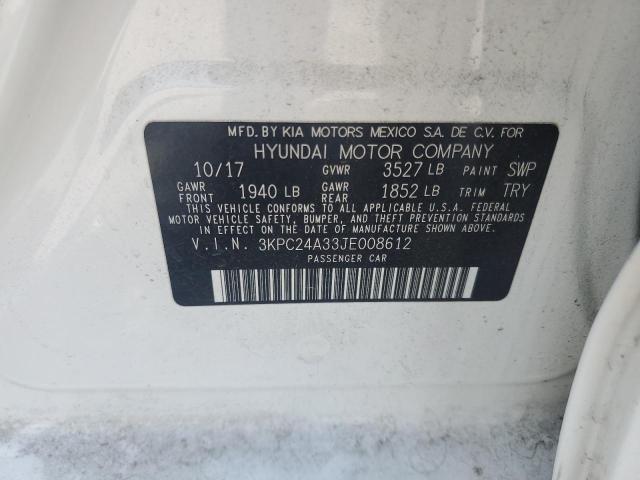 MFD. BY KIA MOTORS MEXICO S.A. DE C.V. FOR
HYUNDAI MOTOR COMPANY
10/17 GVWR 3527 LB PAINT SWP
GAWR FRONT 1940 LB GAWR REAR 1852 LB TRIM TRY
THIS VEHICLE CONFORMS TO ALL APPLICABLE U.S.A. FEDERAL
MOTOR VEHICLE SAFETY, BUMPER, AND THEFT PREVENTION STANDARDS
IN EFFECT ON THE DATE OF MANUFACTURE SHOWN ABOVE.
V.I.N. 3KPC24A33JE008612
PASSENGER CAR